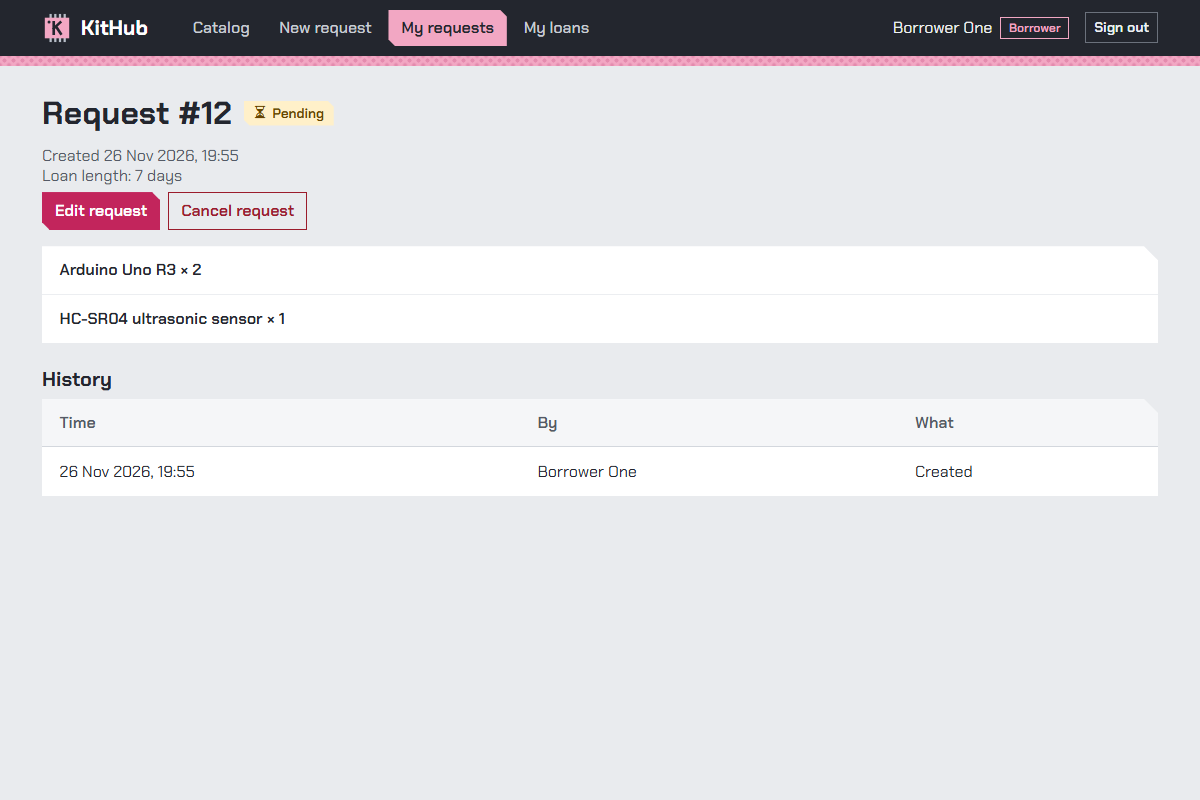 KitHub Catalog New request My requests My loans Borrower One Borrower Sign out
Request #12 Pending
Created 26 Nov 2026, 19:55
Loan length: 7 days
Edit request Cancel request
Arduino Uno R3 × 2
HC-SR04 ultrasonic sensor × 1
History
Time By What
26 Nov 2026, 19:55 Borrower One Created